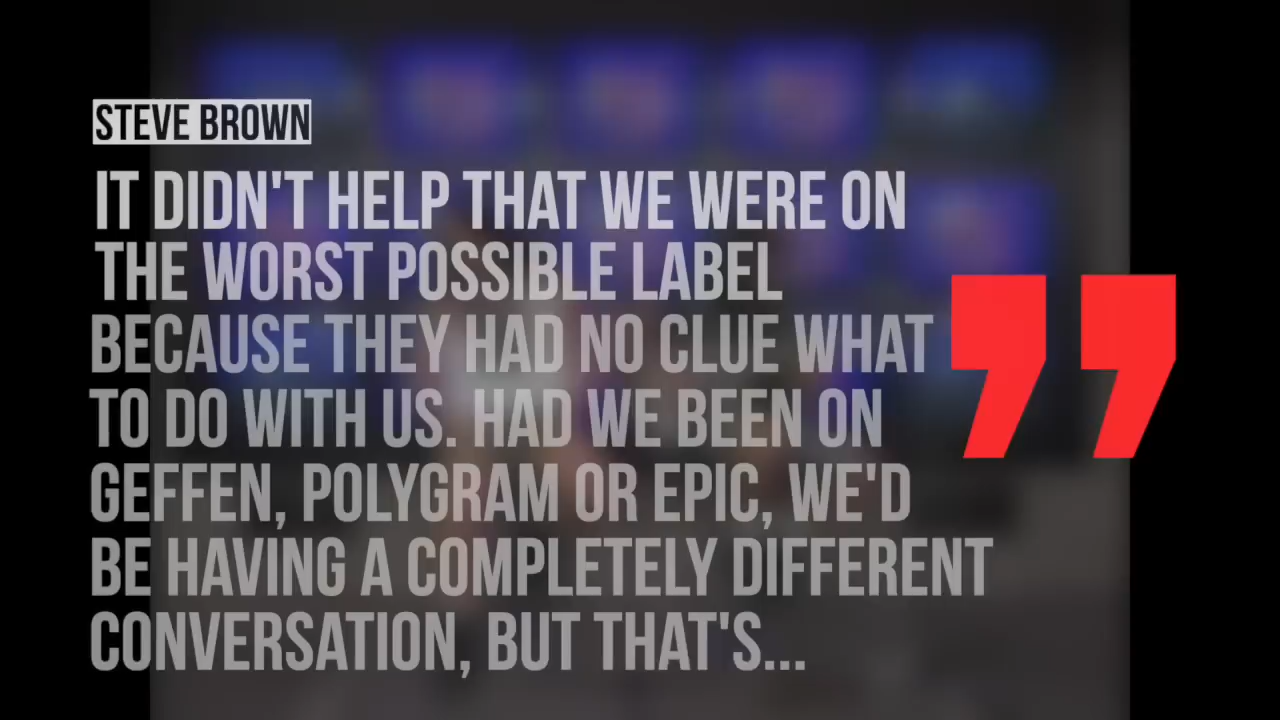 STEVE BROWN
IT DIDN'T HELP THAT WE WERE ON
THE WORST POSSIBLE LABEL
BECAUSE THEY HAD NO CLUE WHAT
TO DO WITH US. HAD WE BEEN ON
GEFFEN, POLYGRAM OR EPIC, WE'D
BE HAVING A COMPLETELY DIFFERENT
CONVERSATION, BUT THAT'S...
”